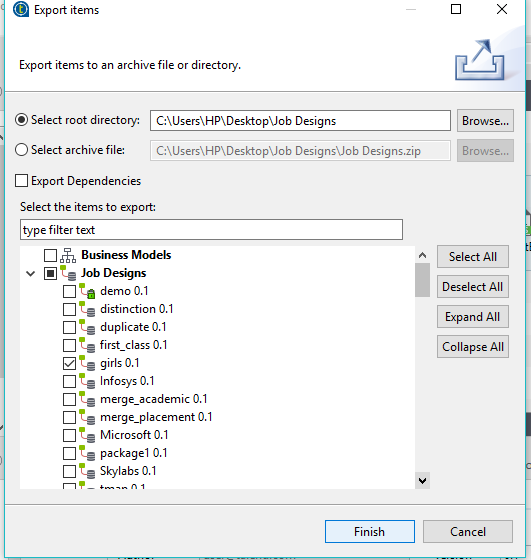 Export items
Export items to an archive file or directory.
Select root directory: C:\Users\HP\Desktop\Job Designs Browse...
Select archive file: C:\Users\HP\Desktop\Job Designs\Job Designs.zip Browse...
Export Dependencies
Select the items to export:
type filter text
Business Models
Select All
Job Designs
demo 0.1
Deselect All
distinction 0.1
duplicate 0.1
Expand All
first_class 0.1
Collapse All
girls 0.1
Infosys 0.1
merge_academic 0.1
merge_placement 0.1
Microsoft 0.1
package1 0.1
Skylabs 0.1
tmap 0.1
Finish Cancel